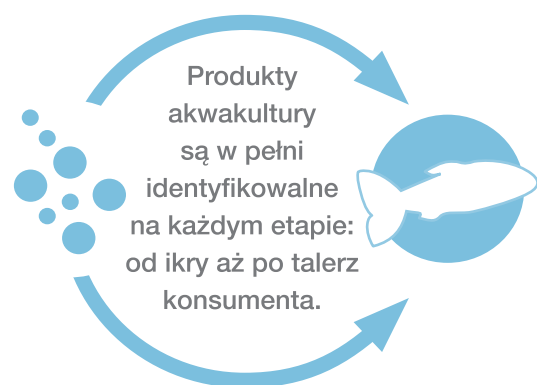 Produkty
akwakultury
są w pełni
identyfikowalne
na każdym etapie:
od ikry aż po talerz
konsumenta.